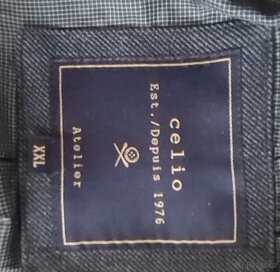 celio
Est./Depuis 1976
Atelier
XXL